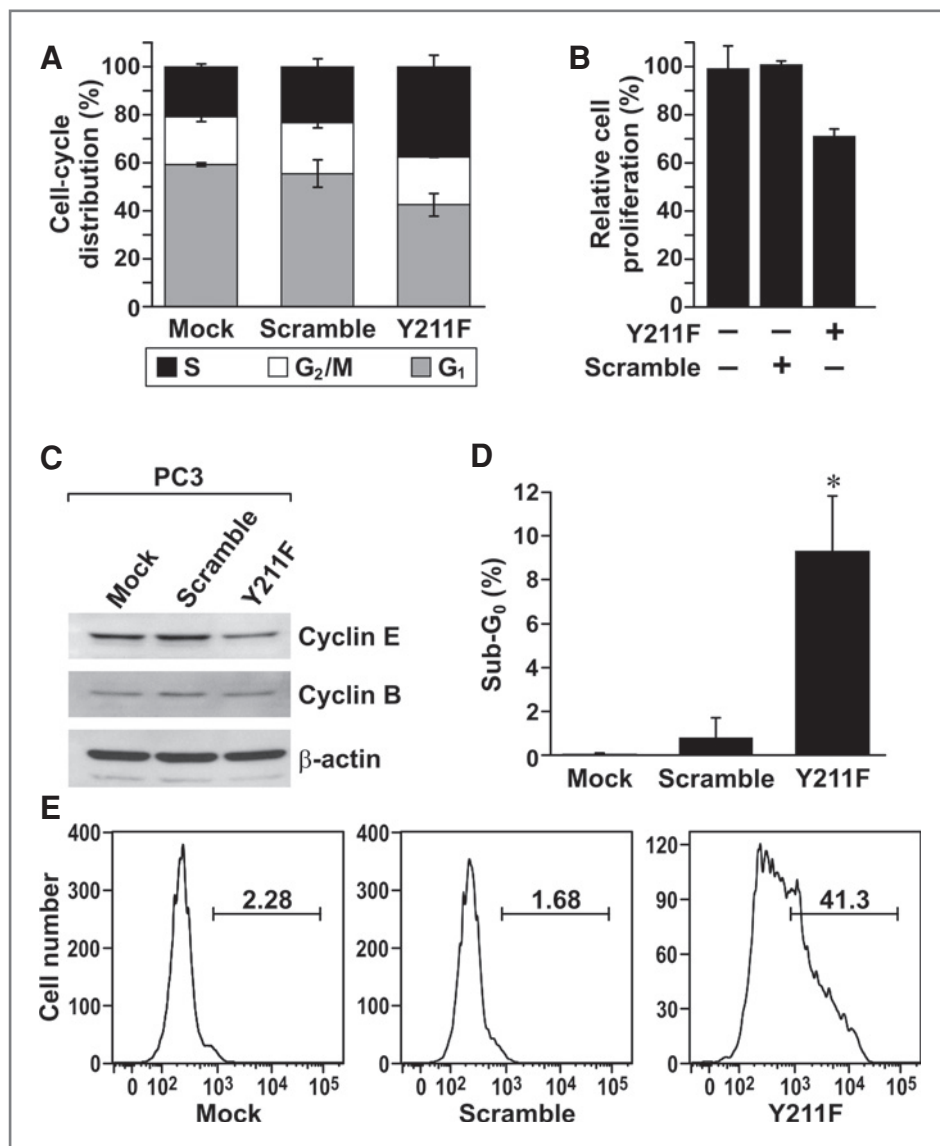 A
Cell-cycle
distribution (%)
100
80
60
40
20
0
Mock Scramble Y211F
S G₂/M G₁
B
Relative cell
proliferation (%)
100
80
60
40
20
0
Y211F – – +
Scramble – + –
C
PC3
Mock Scramble Y211F
Cyclin E
Cyclin B
β-actin
D
Sub-G₀ (%)
12
10
8
6
4
2
0
*
Mock Scramble Y211F
E
Cell number
400
300
200
100
0
2.28
0 10² 10³ 10⁴ 10⁵
Mock
400
300
200
100
0
1.68
0 10² 10³ 10⁴ 10⁵
Scramble
120
90
60
30
0
41.3
0 10² 10³ 10⁴ 10⁵
Y211F